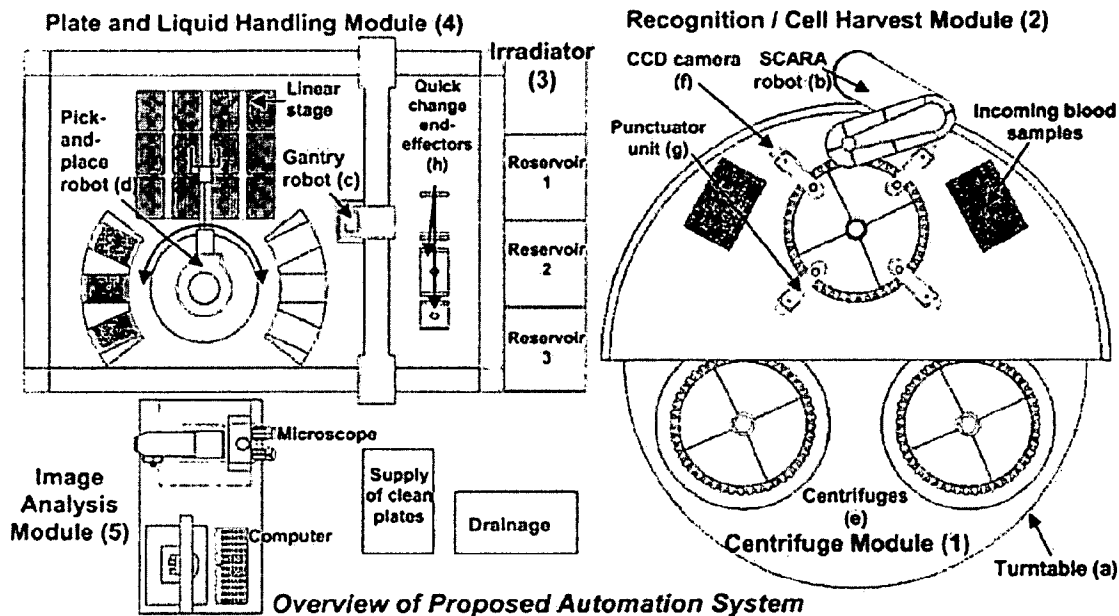 Plate and Liquid Handling Module (4)
Irradiator
(3)
Linear
stage
Pick-
and-
place
robot (d)
Gantry
robot (c)
Quick
change
end-
effectors
(h)
Reservoir
1
Reservoir
2
Reservoir
3
Recognition / Cell Harvest Module (2)
CCD camera
(f)
SCARA
robot (b)
Punctuator
unit (g)
Incoming blood
samples
Centrifuges
(e)
Centrifuge Module (1)
Turntable (a)
Microscope
Image
Analysis
Module (5)
Computer
Supply
of clean
plates
Drainage
Overview of Proposed Automation System